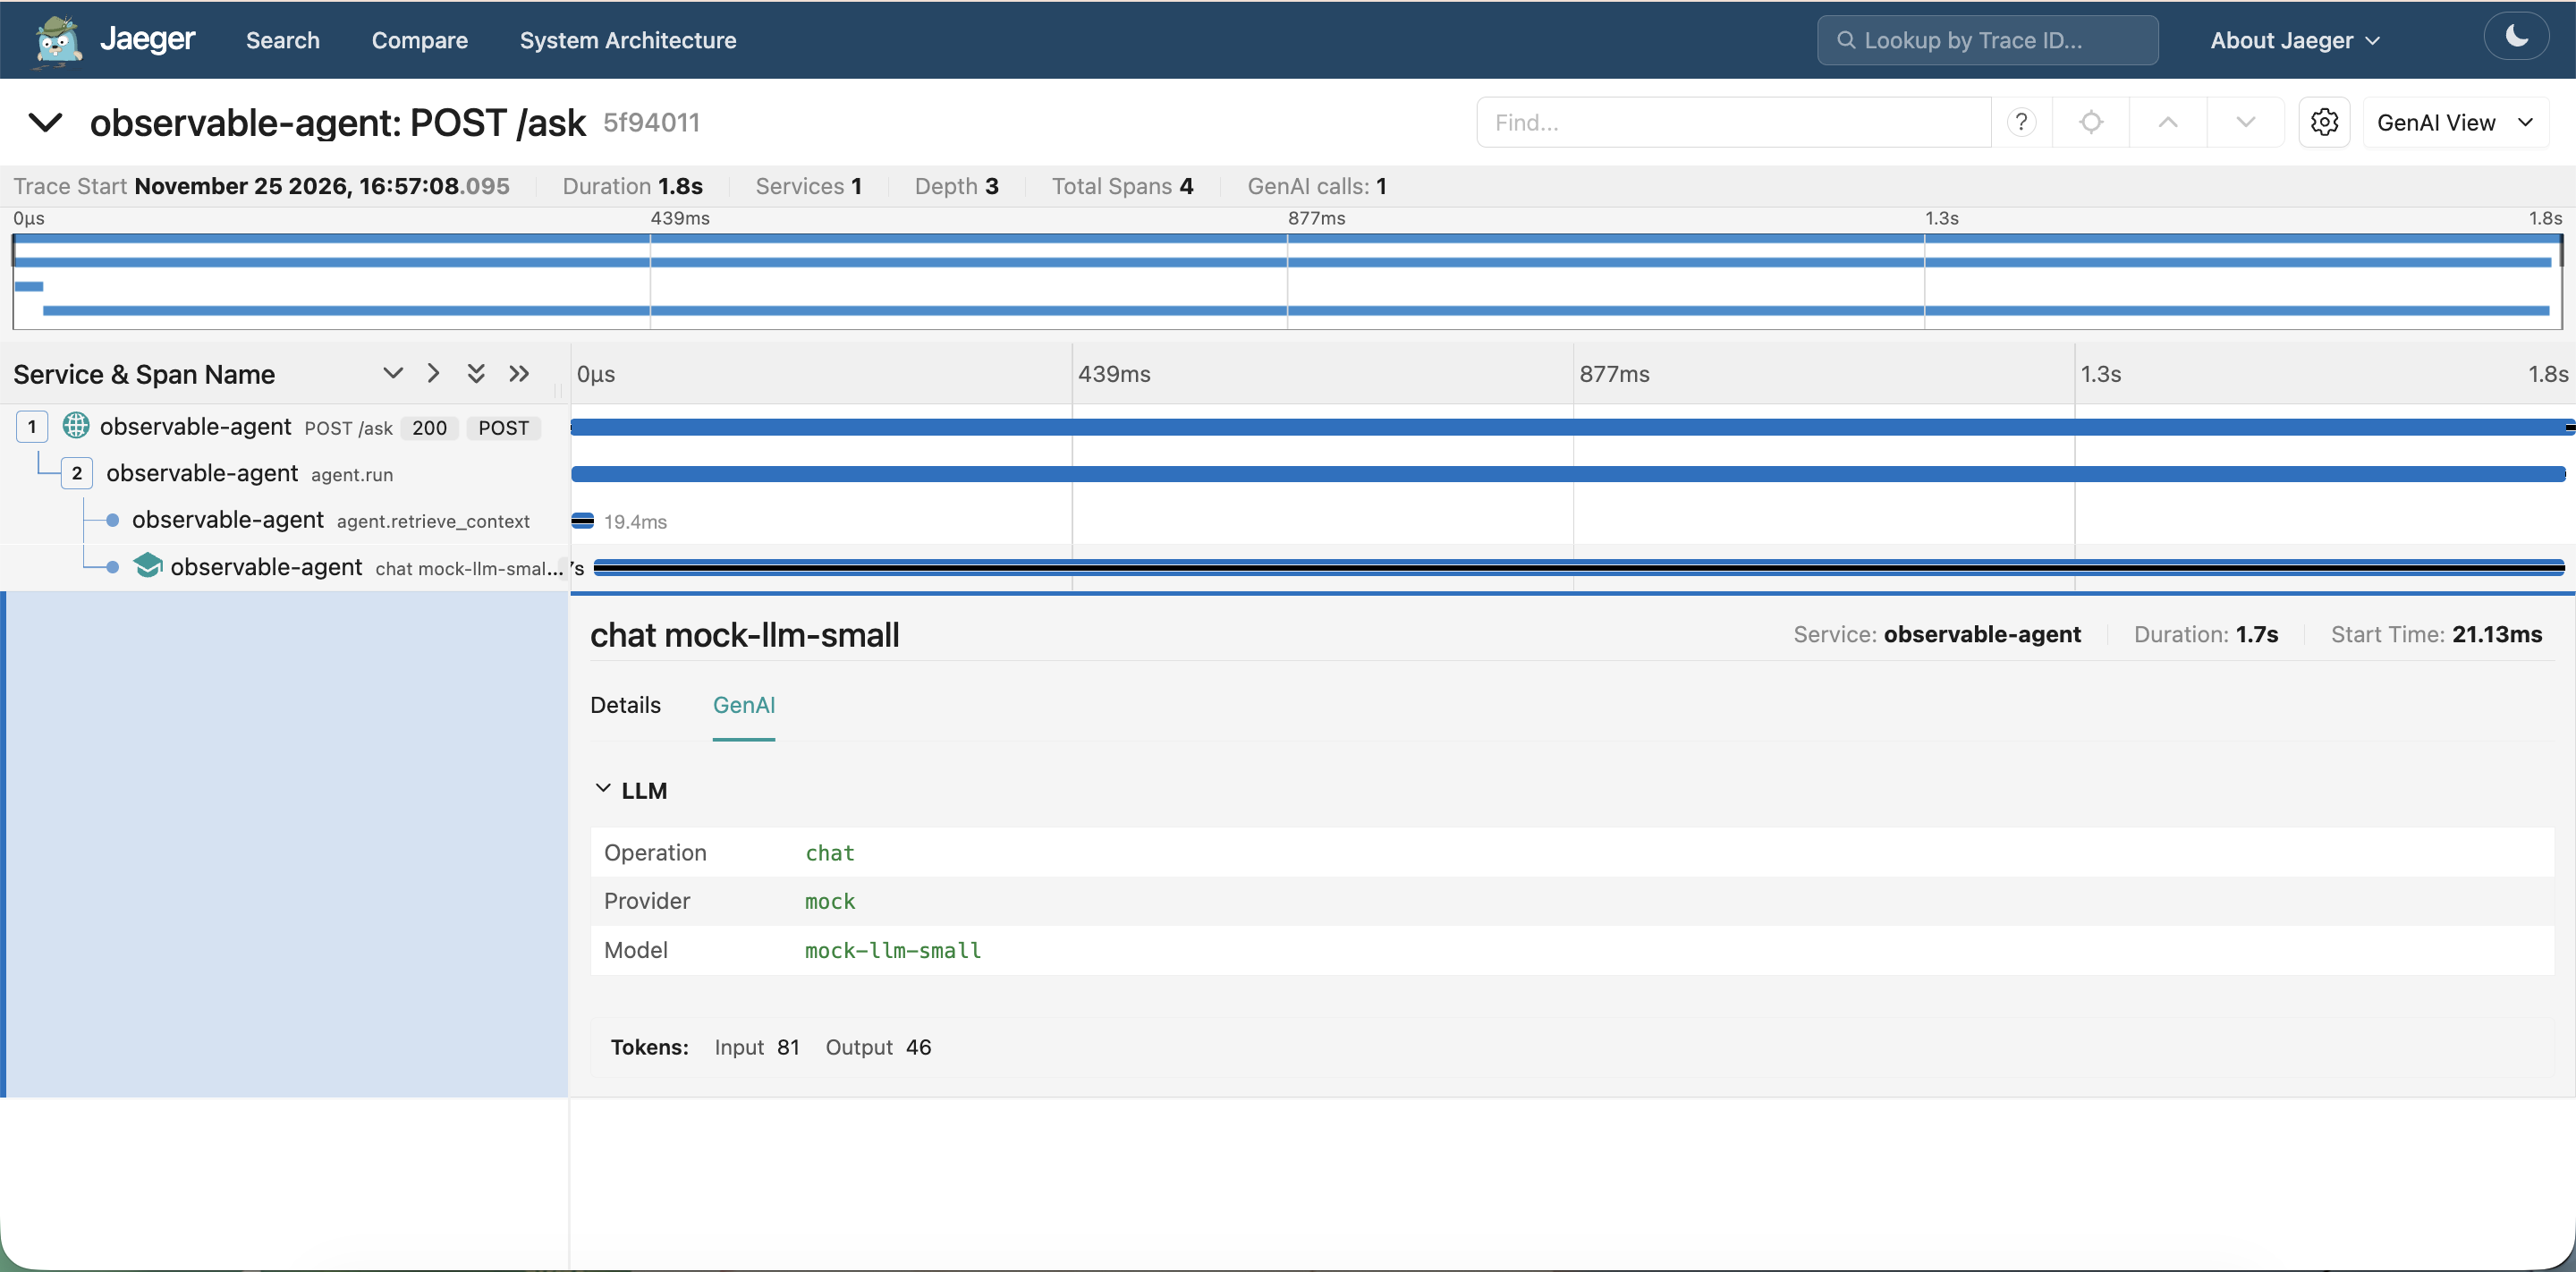 Jaeger Search Compare System Architecture Lookup by Trace ID... About Jaeger
observable-agent: POST /ask 5f94011 Find... ? GenAI View
Trace Start November 25 2026, 16:57:08.095 Duration 1.8s Services 1 Depth 3 Total Spans 4 GenAI calls: 1
0μs 439ms 877ms 1.3s 1.8s
Service & Span Name 0μs 439ms 877ms 1.3s 1.8s
1 observable-agent POST /ask 200 POST
2 observable-agent agent.run
observable-agent agent.retrieve_context 19.4ms
observable-agent chat mock-llm-smal...
chat mock-llm-small Service: observable-agent Duration: 1.7s Start Time: 21.13ms
Details GenAI
LLM
Operation chat
Provider mock
Model mock-llm-small
Tokens: Input 81 Output 46